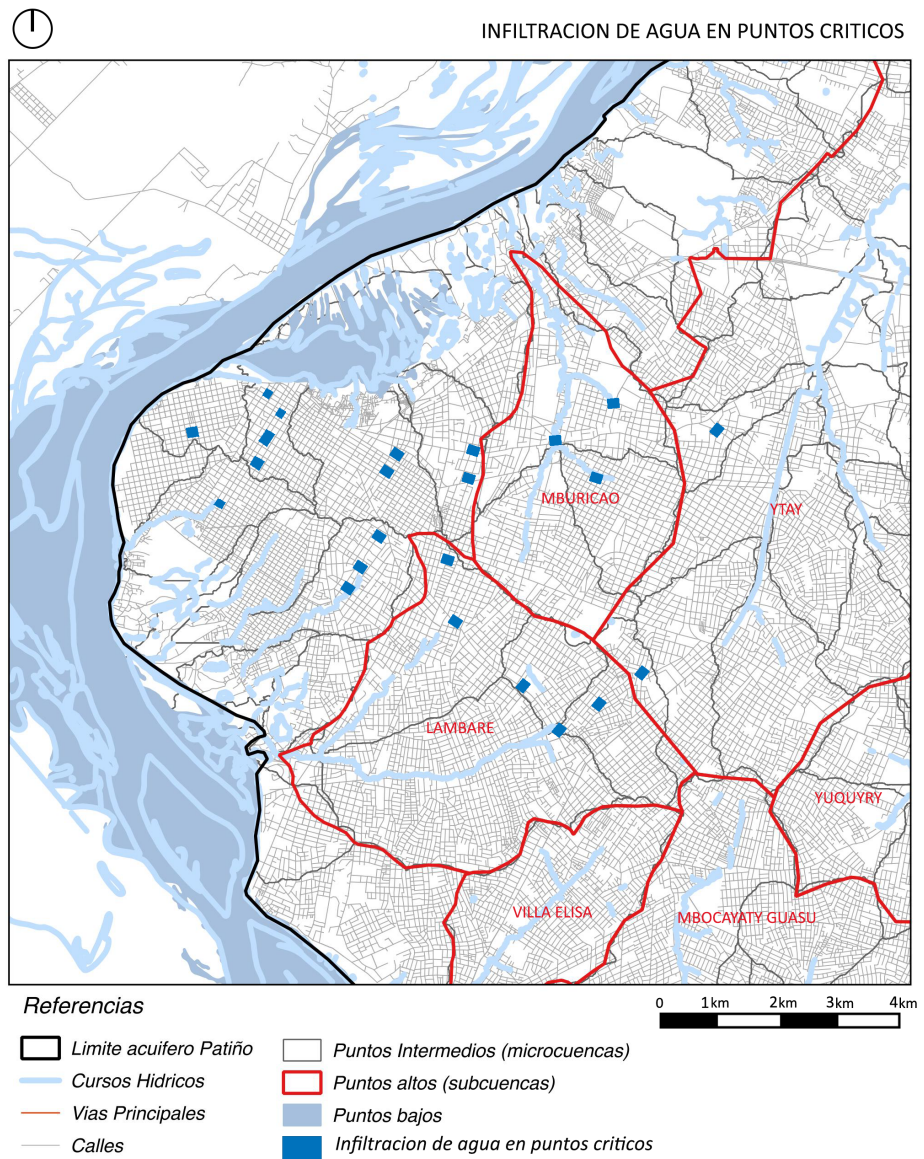 INFILTRACION DE AGUA EN PUNTOS CRITICOS
MBURICAO
YTAY
LAMBARE
YUQUYRY
VILLA ELISA
MBOCAYATY GUASU
Referencias
0 1km 2km 3km 4km
Limite acuifero Patiño
Cursos Hidricos
Vias Principales
Calles
Puntos Intermedios (microcuencas)
Puntos altos (subcuencas)
Puntos bajos
Infiltracion de agua en puntos criticos